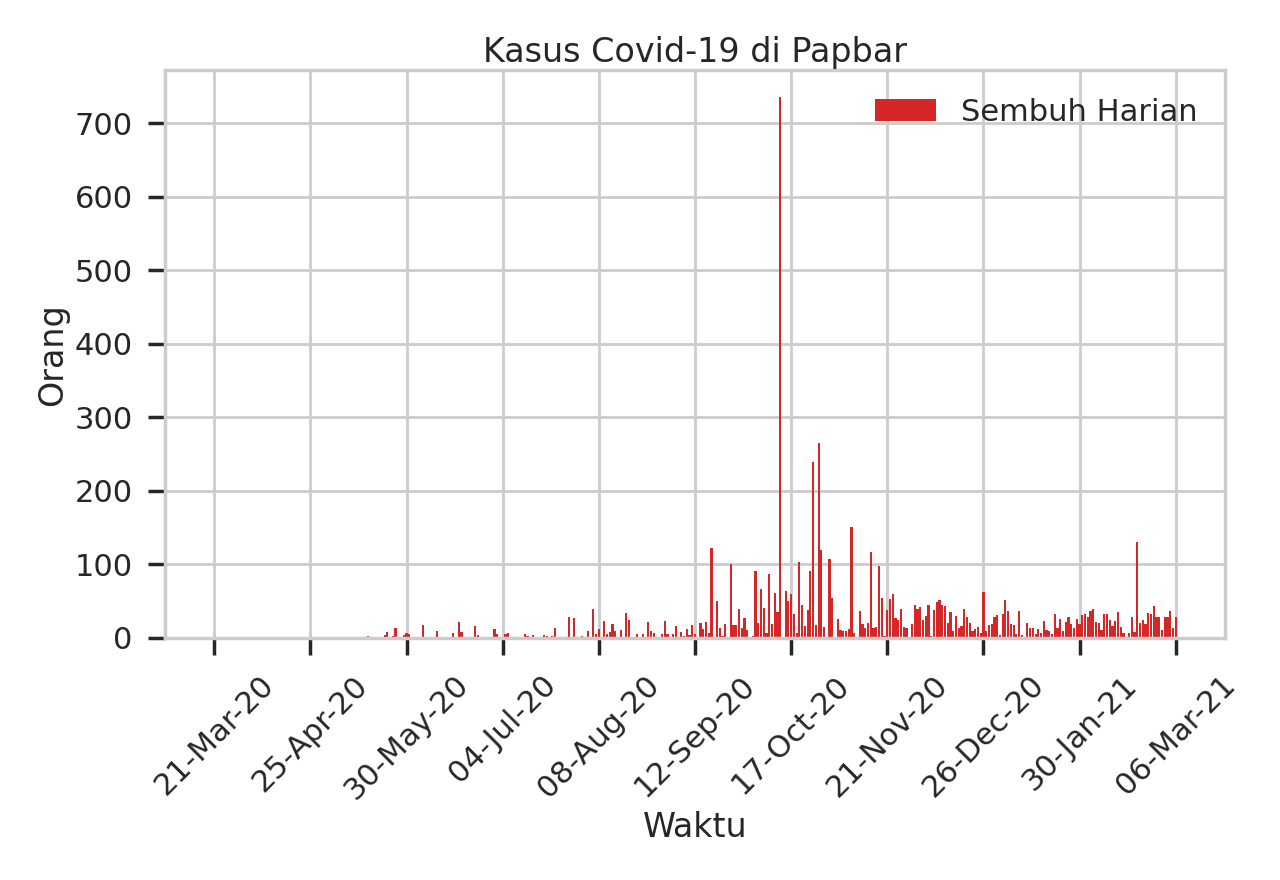 Kasus Covid-19 di Papbar
Sembuh Harian
Orang
700
600
500
400
300
200
100
0
21-Mar-20
25-Apr-20
30-May-20
04-Jul-20
08-Aug-20
12-Sep-20
17-Oct-20
21-Nov-20
26-Dec-20
30-Jan-21
06-Mar-21
Waktu